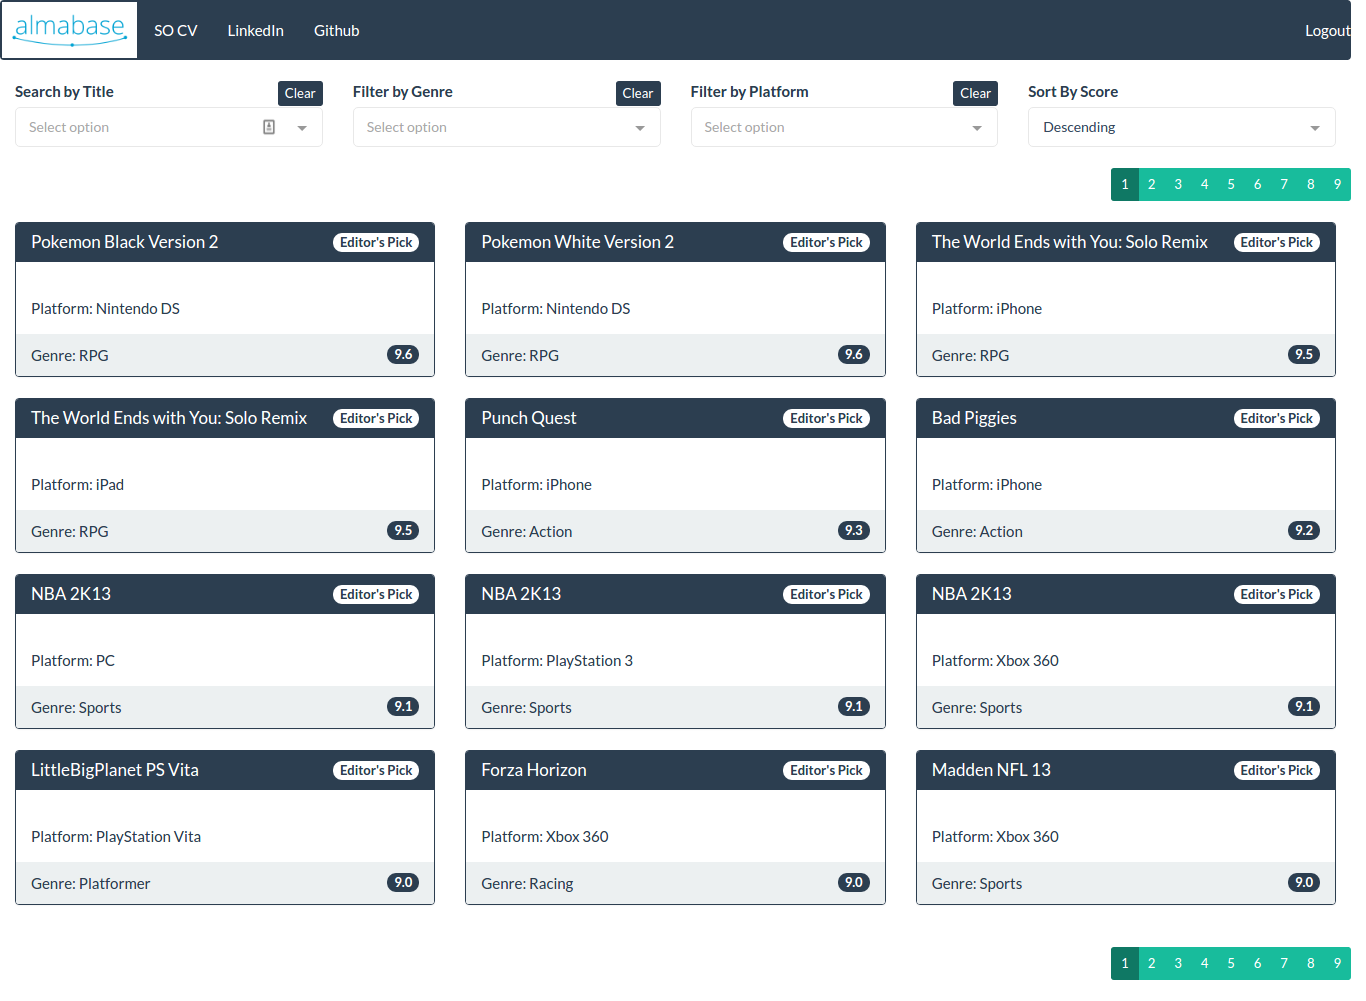 almabase SO CV LinkedIn Github Logout
Search by Title Clear Filter by Genre Clear Filter by Platform Clear Sort By Score
Select option Select option Select option Descending
1 2 3 4 5 6 7 8 9
Pokemon Black Version 2 Editor's Pick Pokemon White Version 2 Editor's Pick The World Ends with You: Solo Remix Editor's Pick
Platform: Nintendo DS Platform: Nintendo DS Platform: iPhone
Genre: RPG 9.6 Genre: RPG 9.6 Genre: RPG 9.5
The World Ends with You: Solo Remix Editor's Pick Punch Quest Editor's Pick Bad Piggies Editor's Pick
Platform: iPad Platform: iPhone Platform: iPhone
Genre: RPG 9.5 Genre: Action 9.3 Genre: Action 9.2
NBA 2K13 Editor's Pick NBA 2K13 Editor's Pick NBA 2K13 Editor's Pick
Platform: PC Platform: PlayStation 3 Platform: Xbox 360
Genre: Sports 9.1 Genre: Sports 9.1 Genre: Sports 9.1
LittleBigPlanet PS Vita Editor's Pick Forza Horizon Editor's Pick Madden NFL 13 Editor's Pick
Platform: PlayStation Vita Platform: Xbox 360 Platform: Xbox 360
Genre: Platformer 9.0 Genre: Racing 9.0 Genre: Sports 9.0
1 2 3 4 5 6 7 8 9